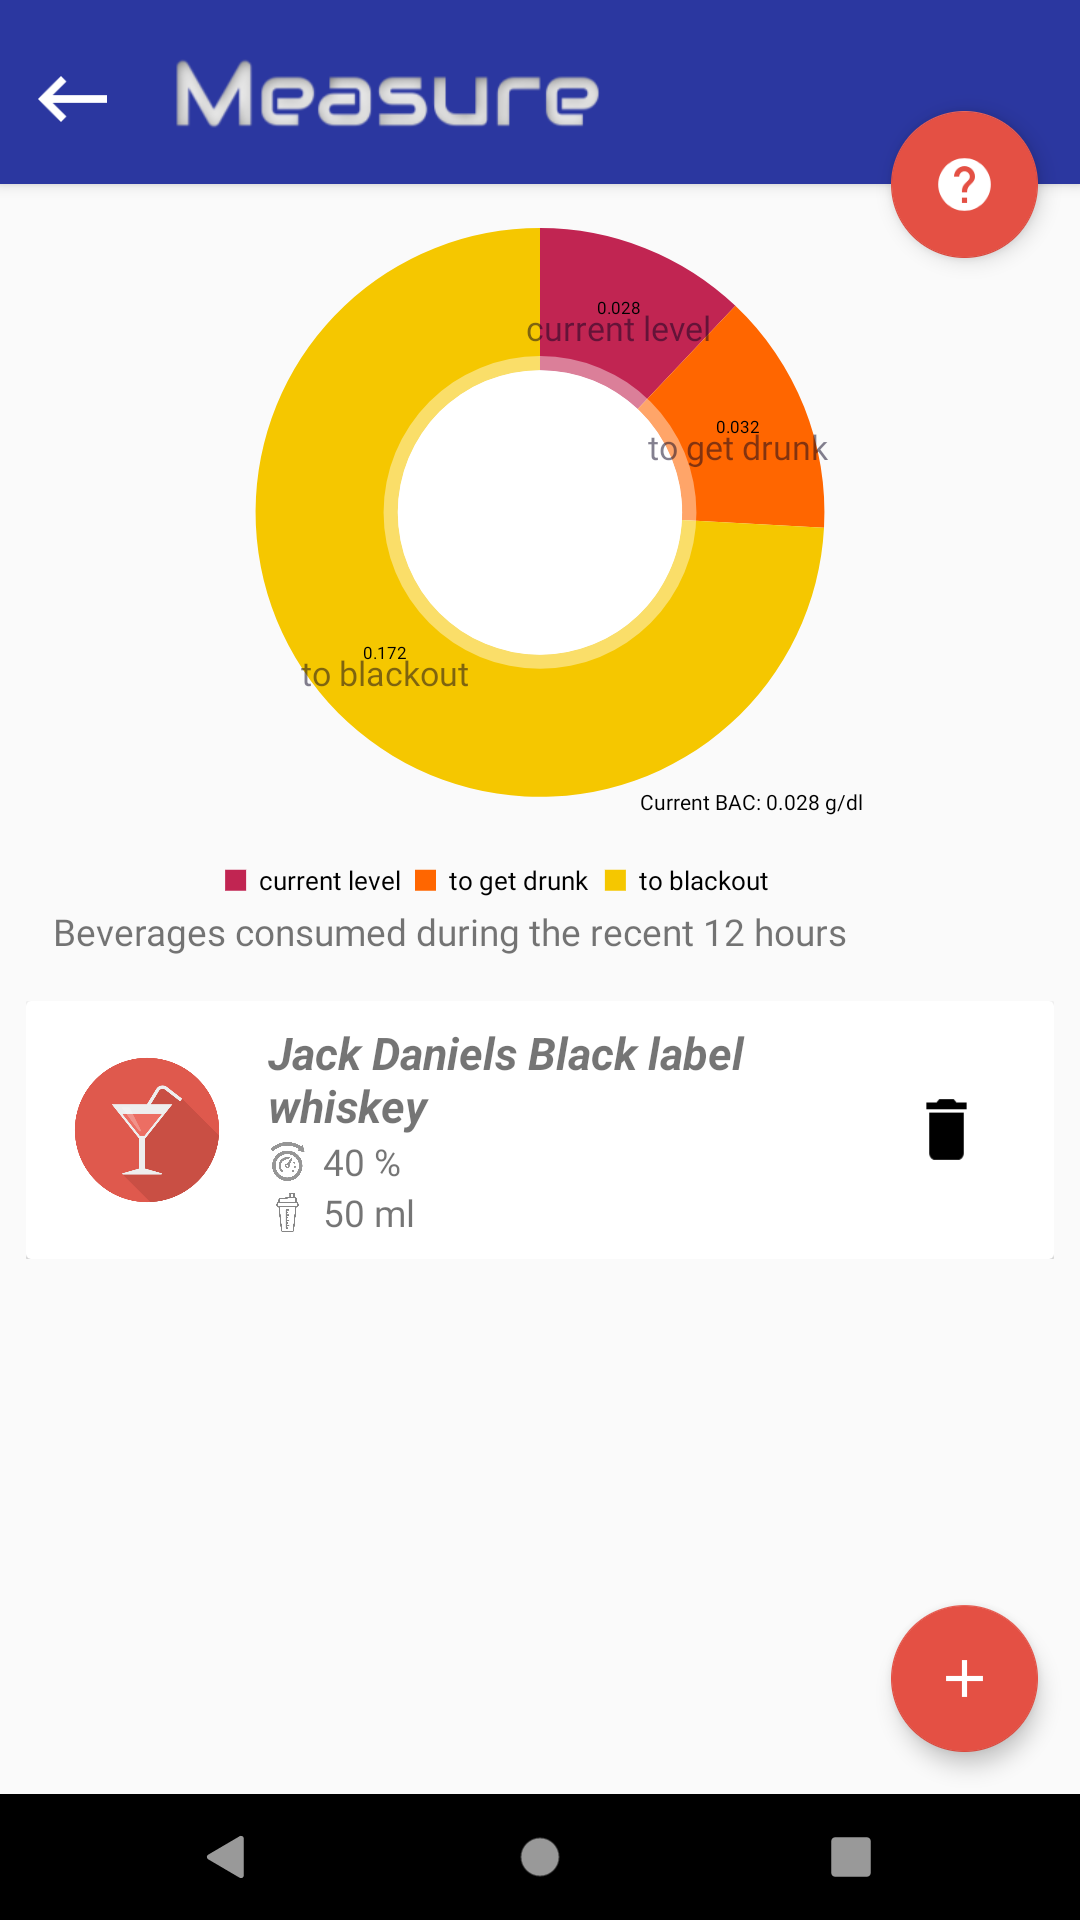 Measure
0.028
current level
0.032
to get drunk
0.172
to blackout
Current BAC: 0.028 g/dl
current level to get drunk to blackout
Beverages consumed during the recent 12 hours
Jack Daniels Black label
whiskey
40 %
50 ml